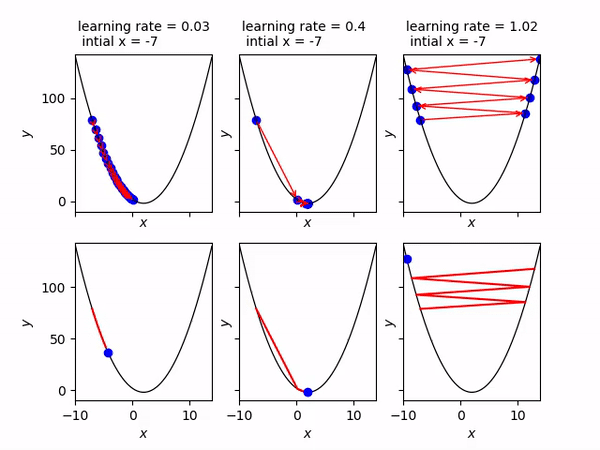 learning rate = 0.03
intial x = -7
learning rate = 0.4
intial x = -7
learning rate = 1.02
intial x = -7
y
100
50
0
x
y
x
y
x
y
100
50
0
−10
0
10
x
y
−10
0
10
x
y
−10
0
10
x